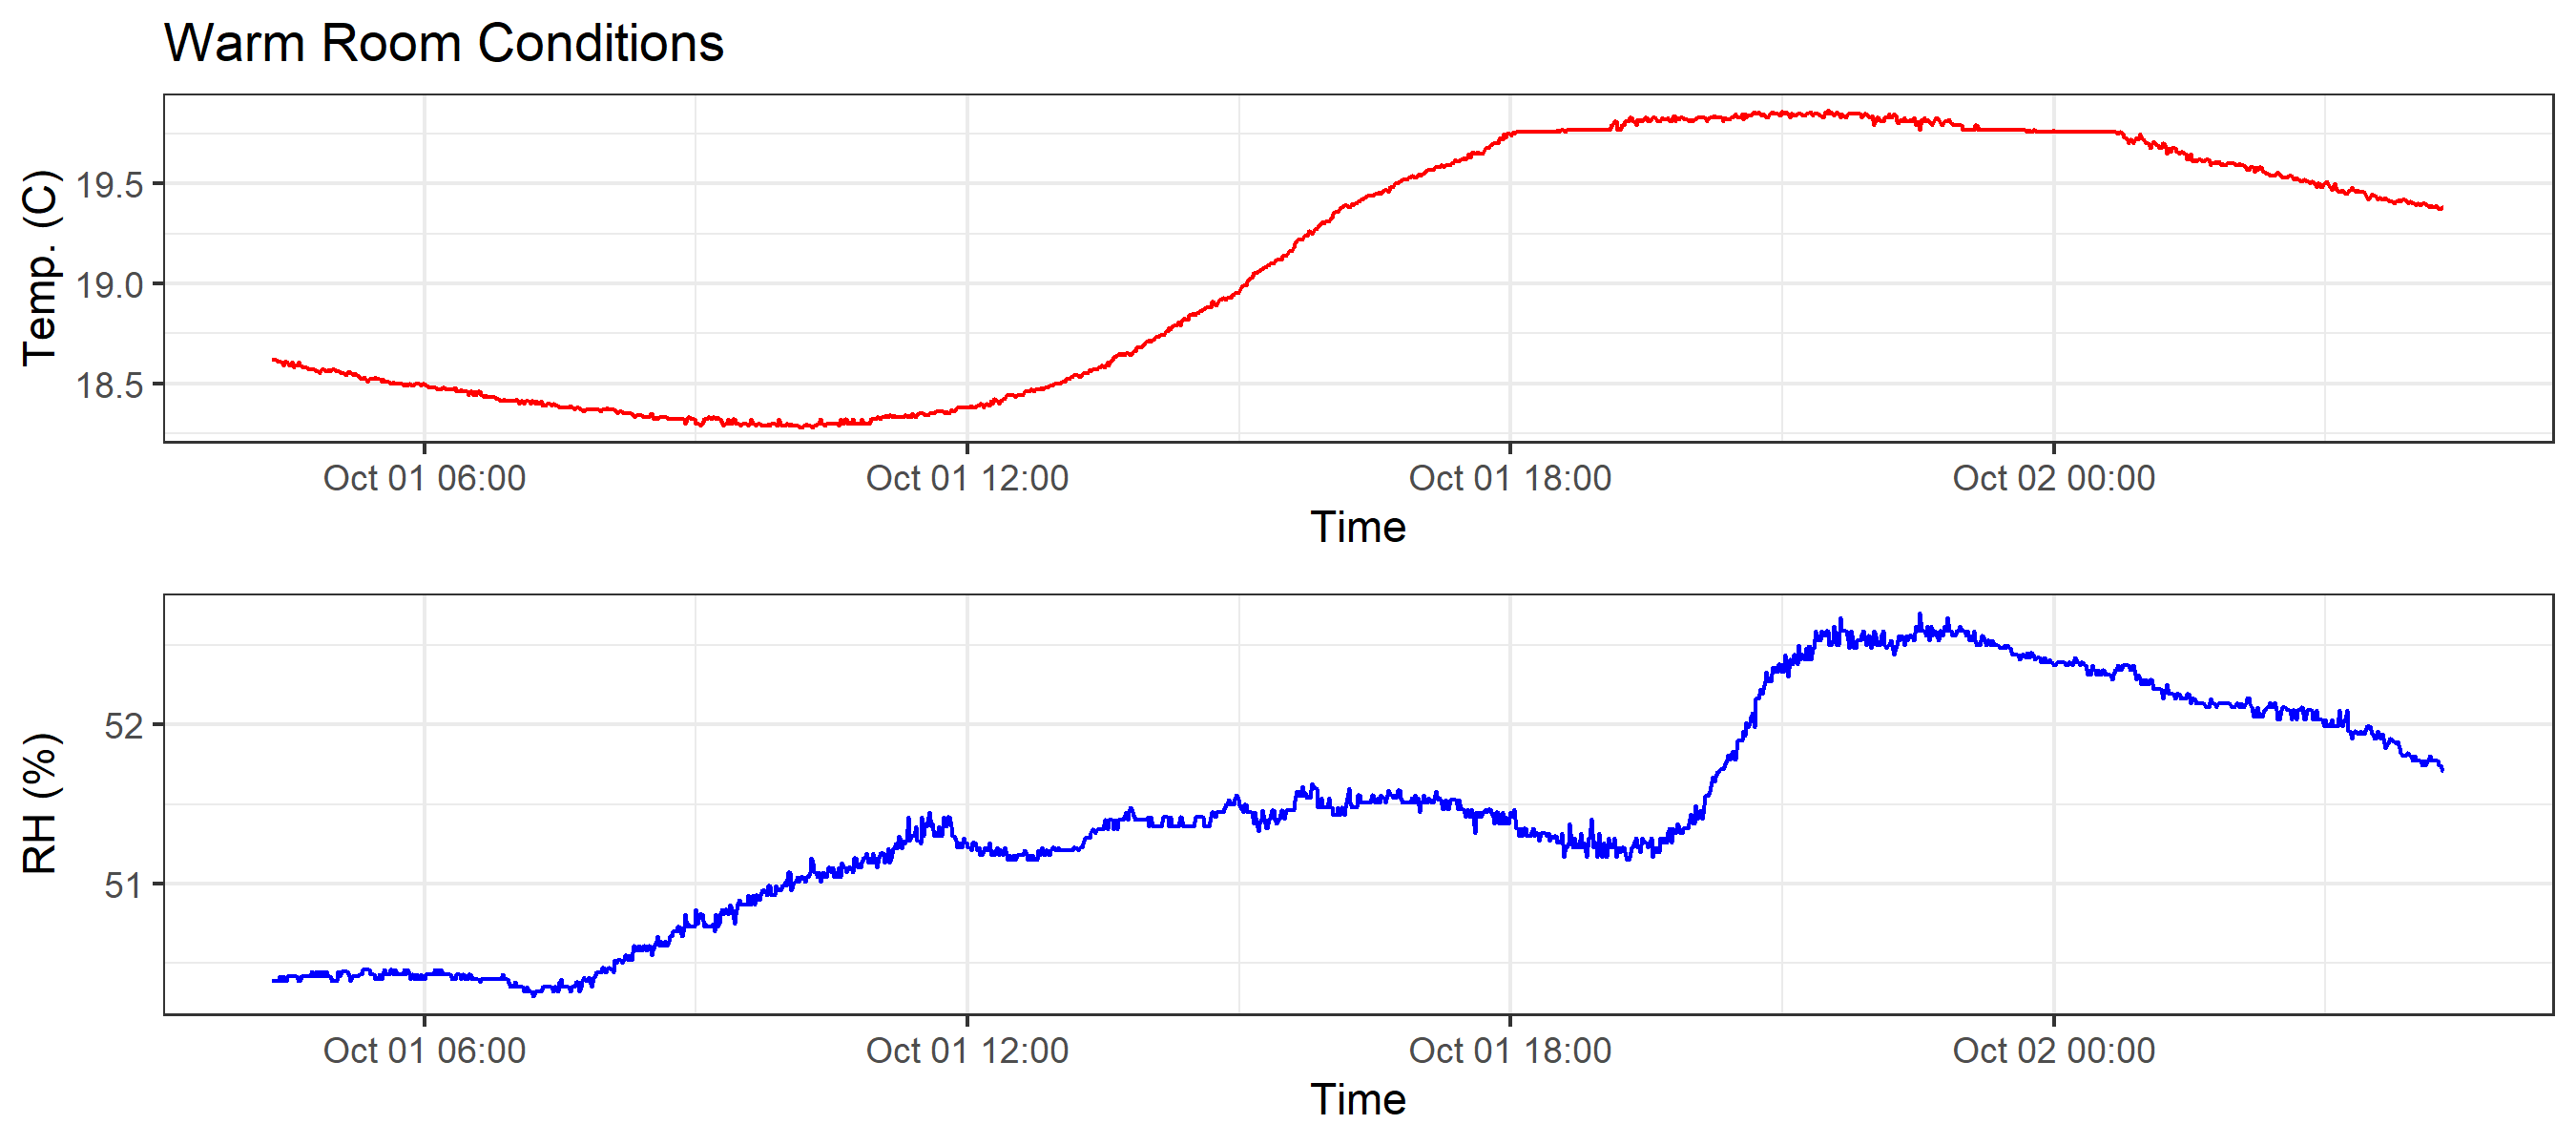 Warm Room Conditions
Temp. (C)
19.5
19.0
18.5
Oct 01 06:00 Oct 01 12:00 Oct 01 18:00 Oct 02 00:00
Time
RH (%)
52
51
Oct 01 06:00 Oct 01 12:00 Oct 01 18:00 Oct 02 00:00
Time